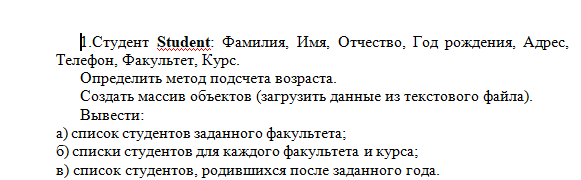 1.Студент Student: Фамилия, Имя, Отчество, Год рождения, Адрес,
Телефон, Факультет, Курс.
Определить метод подсчета возраста.
Создать массив объектов (загрузить данные из текстового файла).
Вывести:
а) список студентов заданного факультета;
б) списки студентов для каждого факультета и курса;
в) список студентов, родившихся после заданного года.